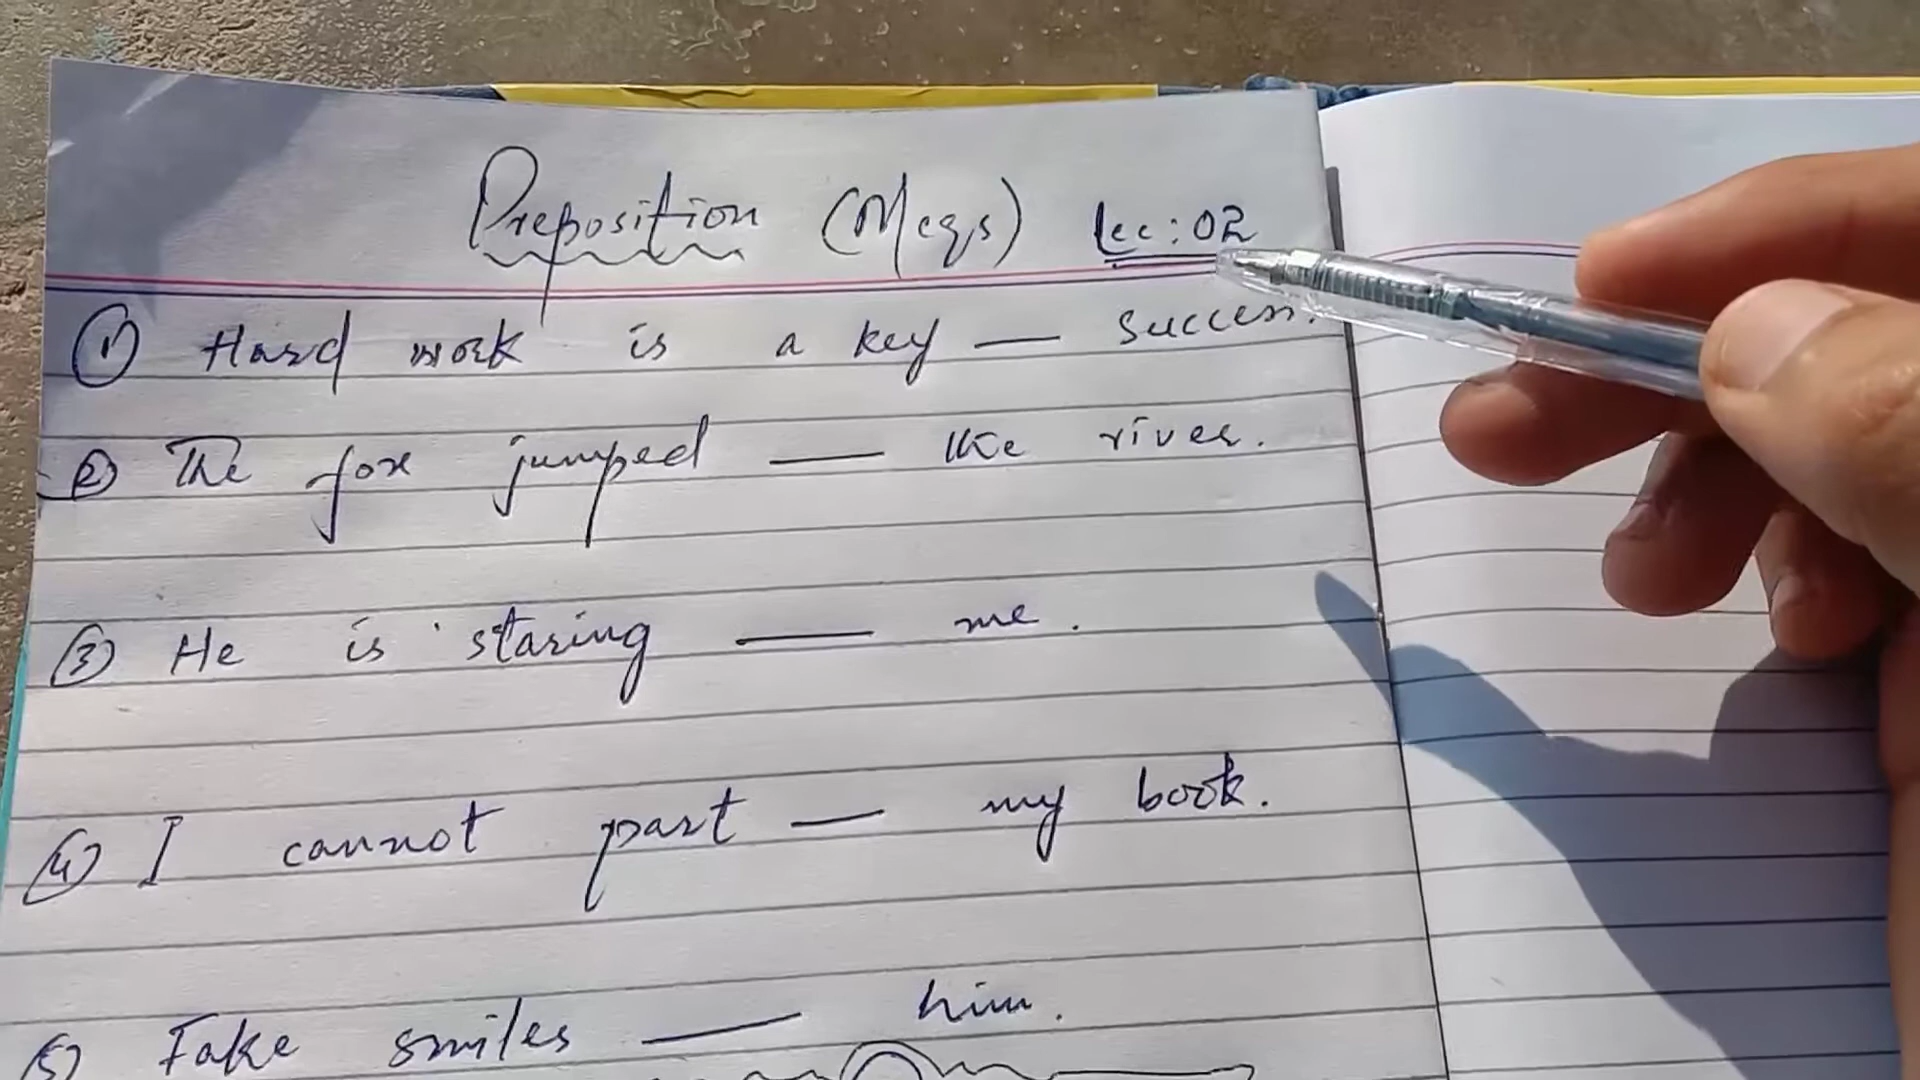 Preposition (Mcqs) Lec: 02
(1) Hard work is a key — success.
(2) The fox jumped — the river.
(3) He is staring — me.
(4) I cannot part — my book.
(5) Fake smiles — him.